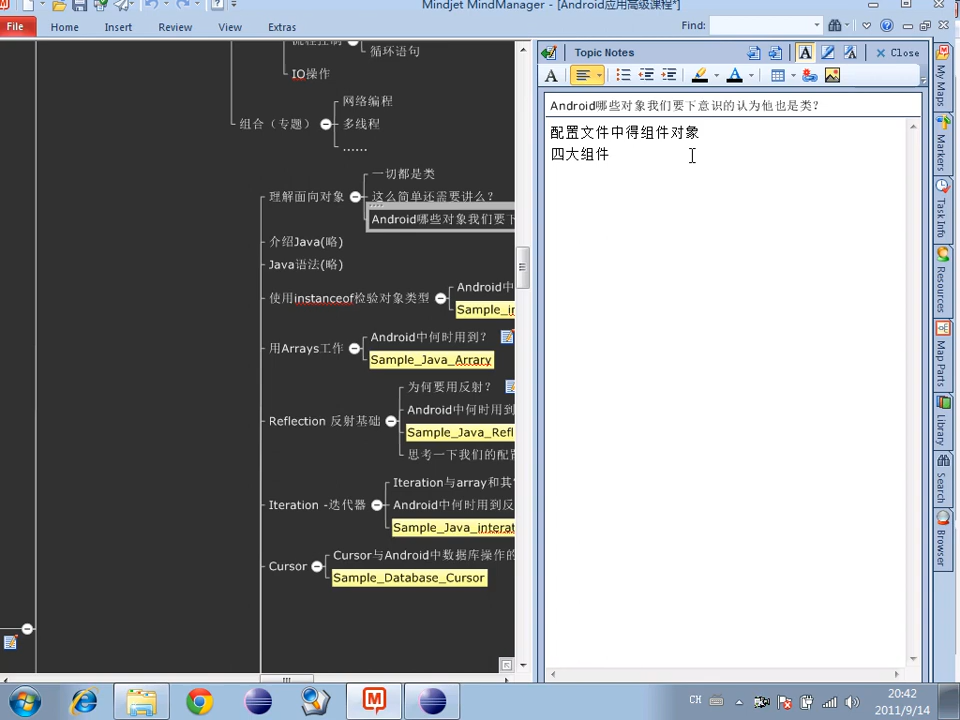 Mindjet MindManager - [Android应用高级课程*]
File
Home
Insert
Review
View
Extras
Find:
循环语句
IO操作
网络编程
组合（专题）
多线程
......
一切都是类
理解面向对象
这么简单还需要讲么？
Android哪些对象我们要下
介绍Java(略)
Java语法(略)
Android中
使用instanceof检验对象类型
Sample_in
Android中何时用到？
用Arrays工作
Sample_Java_Arrary
为何要用反射？
Android中何时用到
Reflection 反射基础
Sample_Java_Refl
思考一下我们的配置
Iteration与array和其
Iteration -迭代器
Android中何时用到反
Sample_Java_interat
Cursor与Android中数据库操作的
Cursor
Sample_Database_Cursor
Topic Notes
Close
Android哪些对象我们要下意识的认为他也是类？
配置文件中得组件对象
四大组件
My Maps
Markers
Task Info
Resources
Map Parts
Library
Search
Browser
CH
20:42
2011/9/14